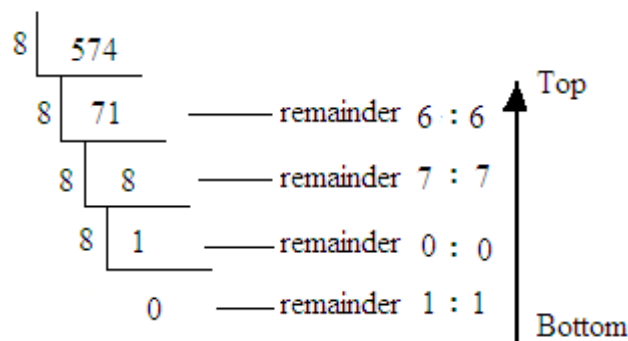 8 574
Top
8 71 remainder 6 : 6
8 8 remainder 7 : 7
8 1 remainder 0 : 0
0 remainder 1 : 1
Bottom